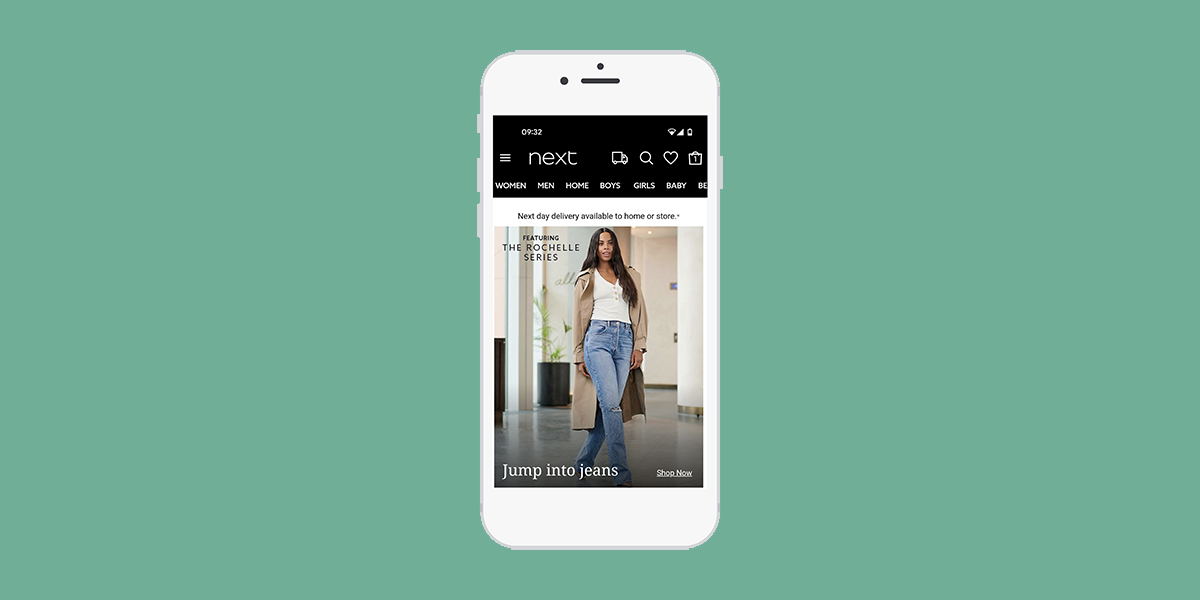 09:32
next
1
WOMEN MEN HOME BOYS GIRLS BABY BE
Next day delivery available to home or store.*
FEATURING
THE ROCHELLE
SERIES
Jump into jeans
Shop Now